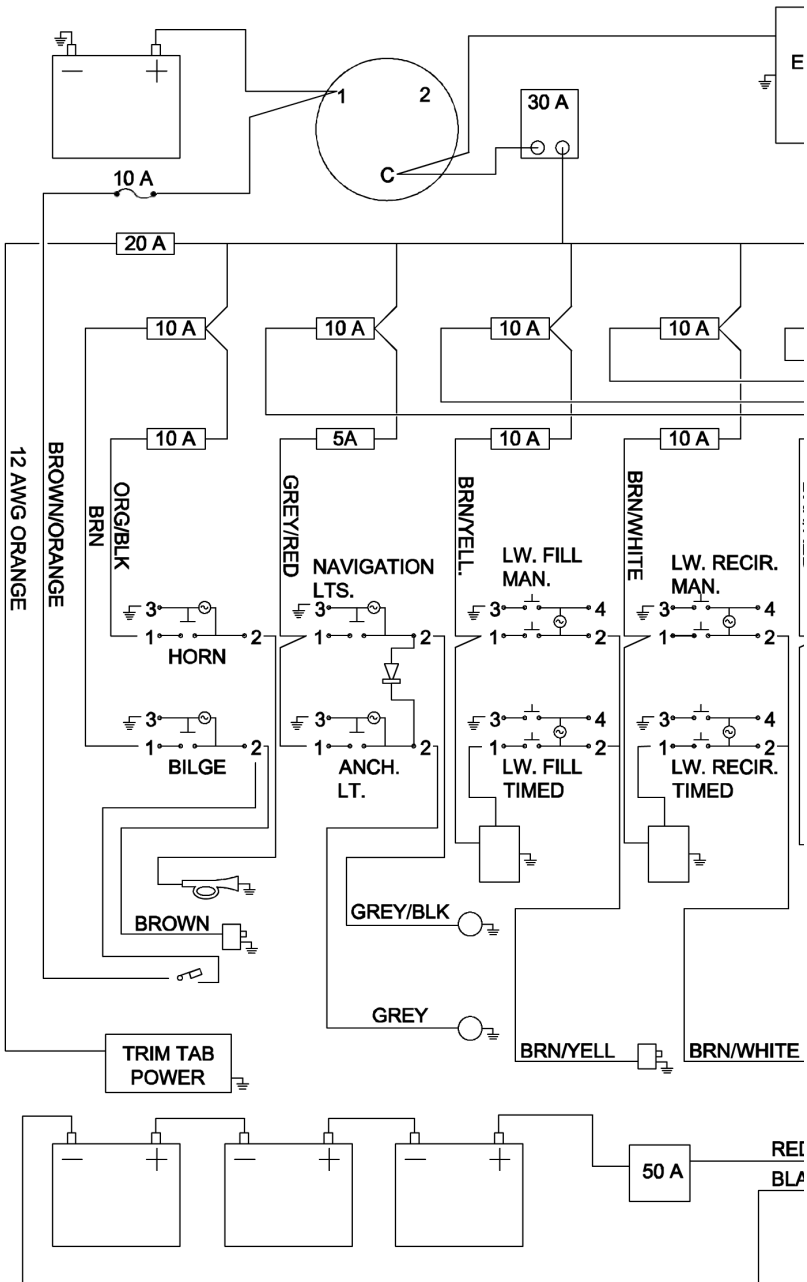 E
1
2
30 A
C
10 A
20 A
10 A
10 A
10 A
10 A
10 A
5A
10 A
10 A
12 AWG ORANGE
BROWN/ORANGE
BRN
ORG/BLK
GREY/RED
BRN/YELL.
BRN/WHITE
NAVIGATION
LTS.
LW. FILL
MAN.
LW. RECIR.
MAN.
3
1
2
HORN
3
1
2
3
4
1
2
3
4
1
2
3
1
2
BILGE
3
1
2
ANCH.
LT.
3
4
1
2
LW. FILL
TIMED
3
4
1
2
LW. RECIR.
TIMED
GREY/BLK
BROWN
GREY
BRN/YELL
BRN/WHITE
TRIM TAB
POWER
50 A
RED
BLA